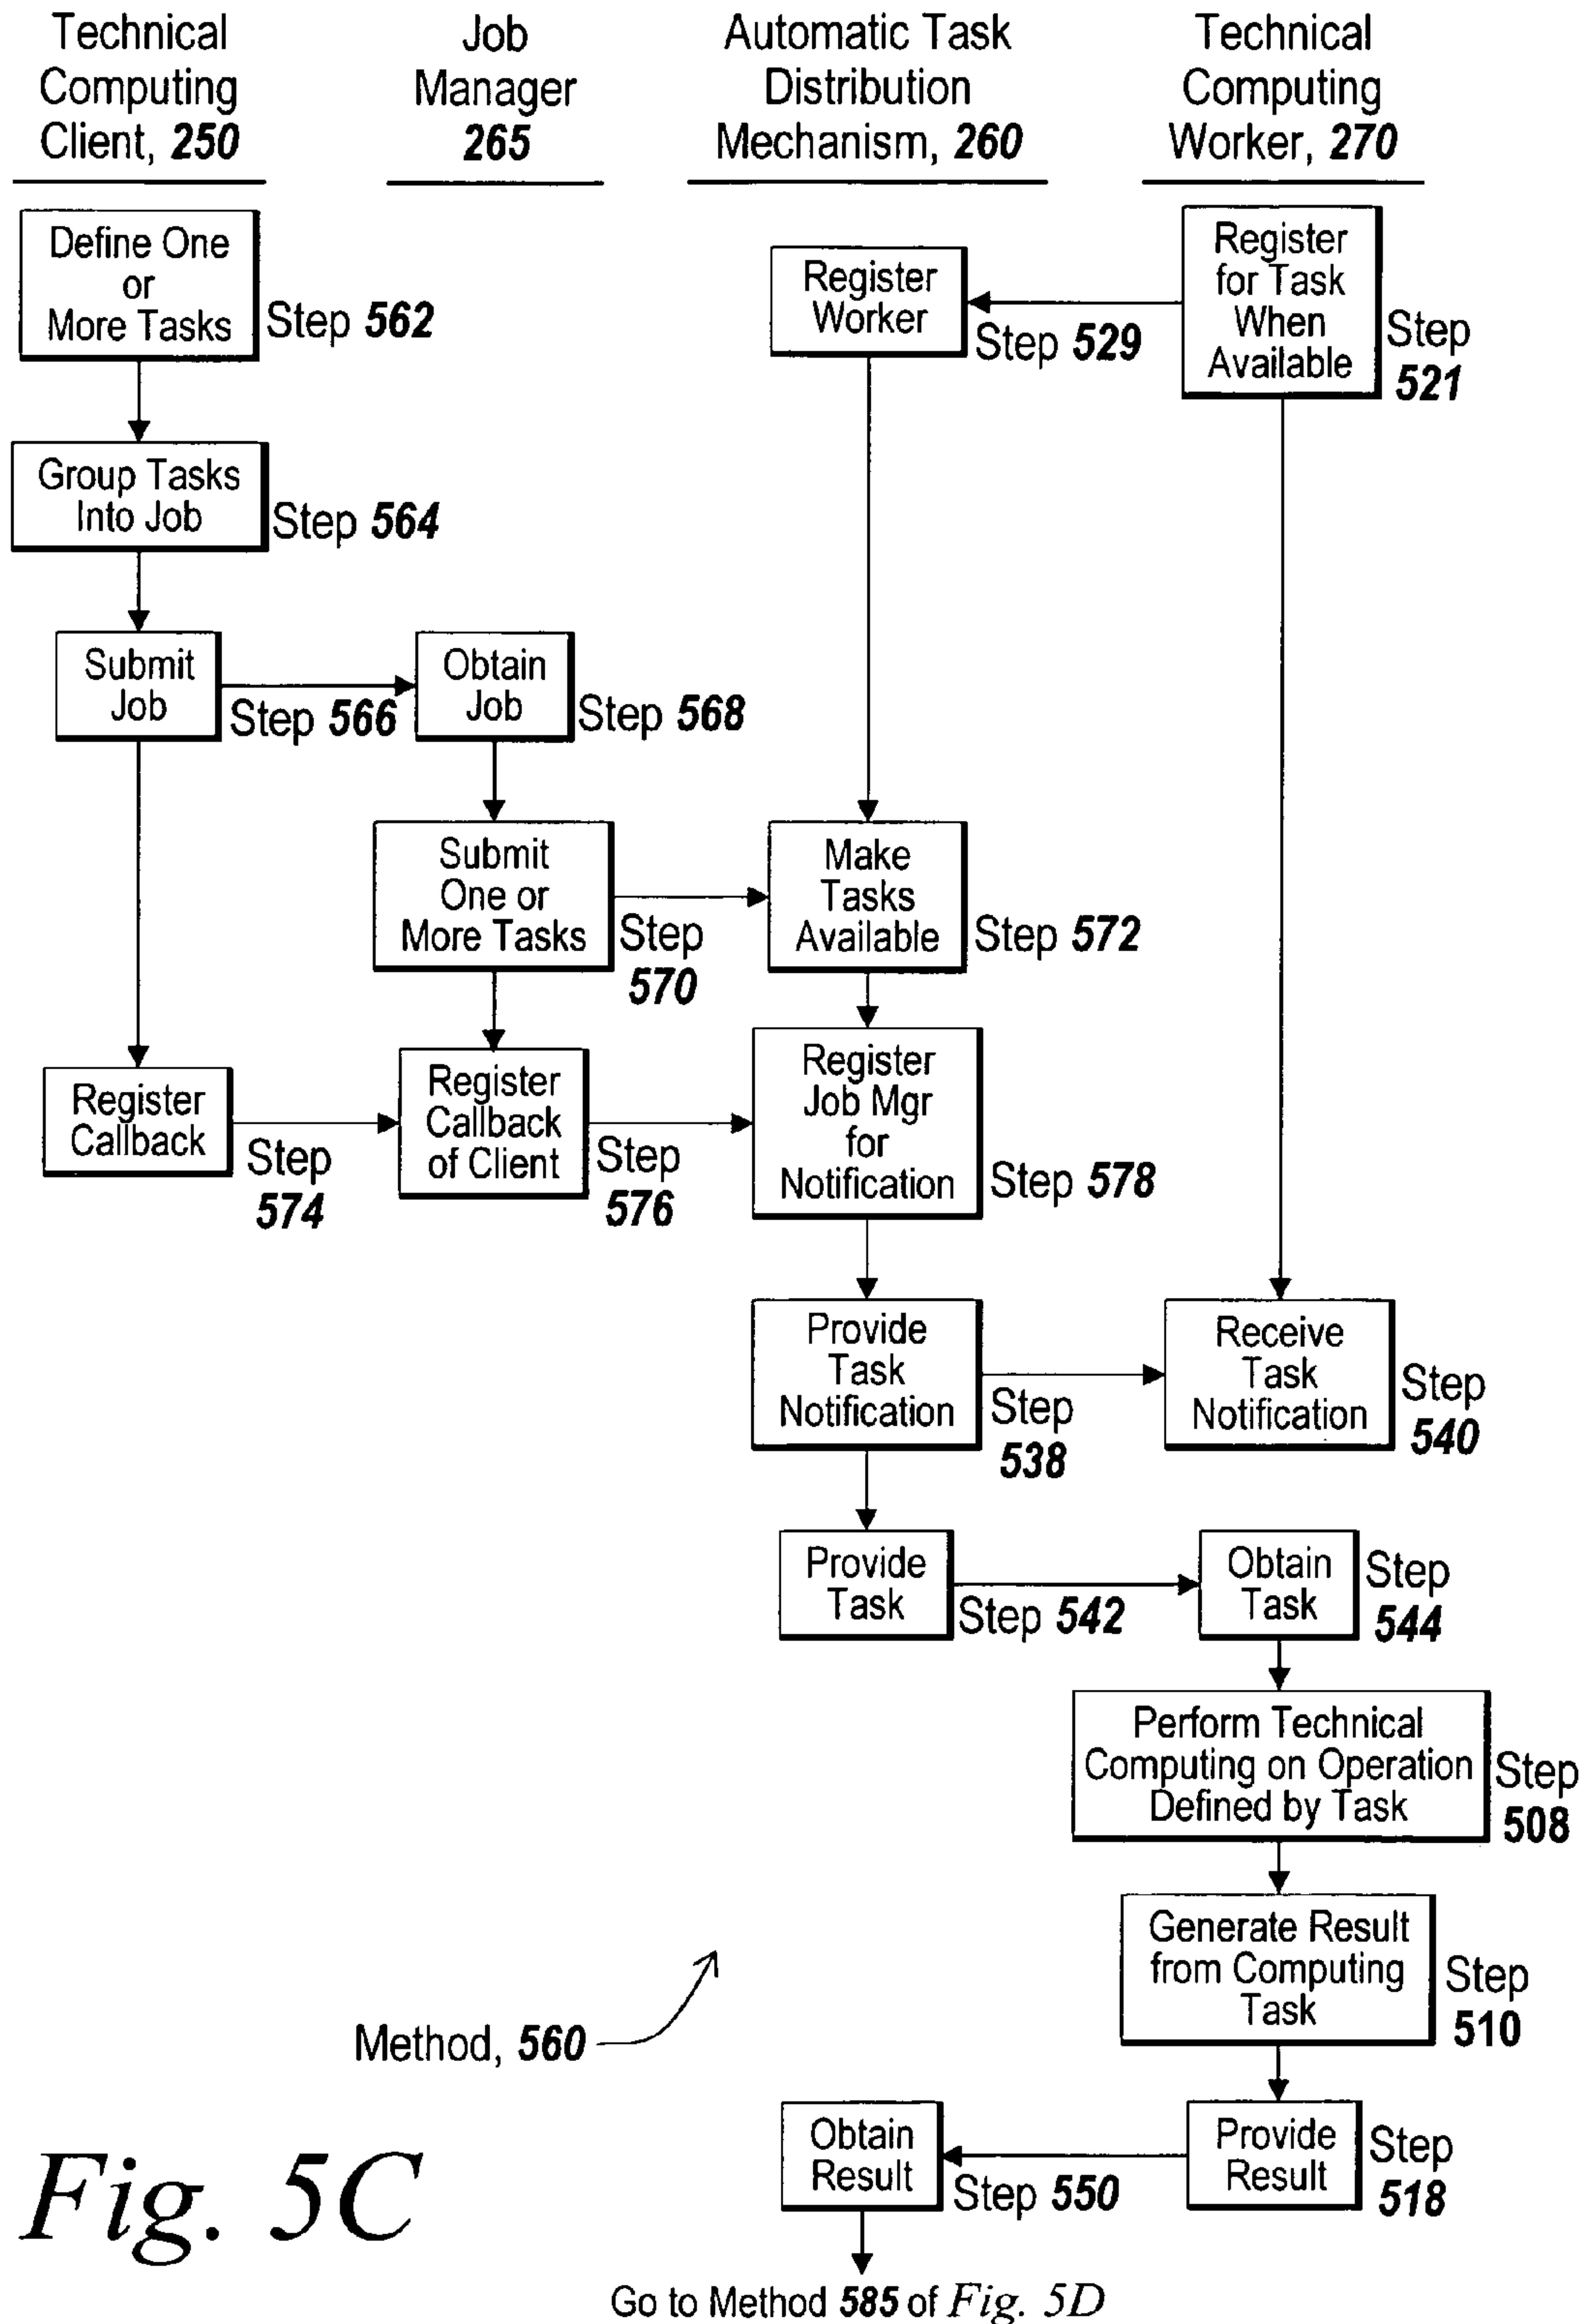 Technical
Computing
Client, 250
Job
Manager
265
Automatic Task
Distribution
Mechanism, 260
Technical
Computing
Worker, 270
Define One
or
More Tasks
Step 562
Register
Worker
Step 529
Register
for Task
When
Available
Step
521
Group Tasks
Into Job
Step 564
Submit
Job
Step 566
Obtain
Job
Step 568
Submit
One or
More Tasks
Step
570
Make
Tasks
Available
Step 572
Register
Callback
Step
574
Register
Callback
of Client
Step
576
Register
Job Mgr
for
Notification
Step 578
Provide
Task
Notification
Step
538
Receive
Task
Notification
Step
540
Provide
Task
Step 542
Obtain
Task
Step
544
Perform Technical
Computing on Operation
Defined by Task
Step
508
Generate Result
from Computing
Task
Step
510
Method, 560
Obtain
Result
Step 550
Provide
Result
Step
518
Fig. 5C
Go to Method 585 of Fig. 5D